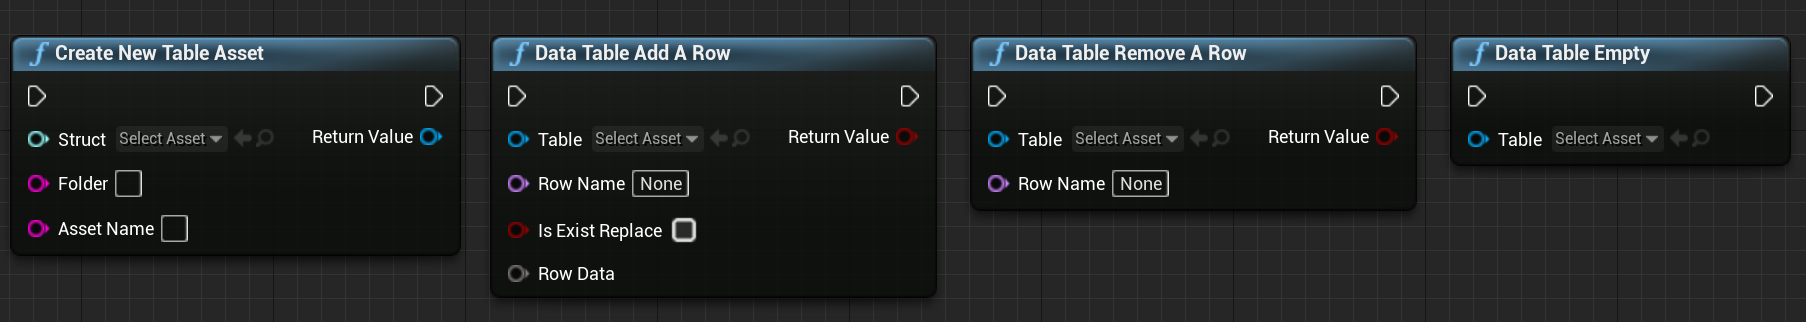 Create New Table Asset
Struct Select Asset Return Value
Folder
Asset Name
Data Table Add A Row
Table Select Asset Return Value
Row Name None
Is Exist Replace
Row Data
Data Table Remove A Row
Table Select Asset Return Value
Row Name None
Data Table Empty
Table Select Asset